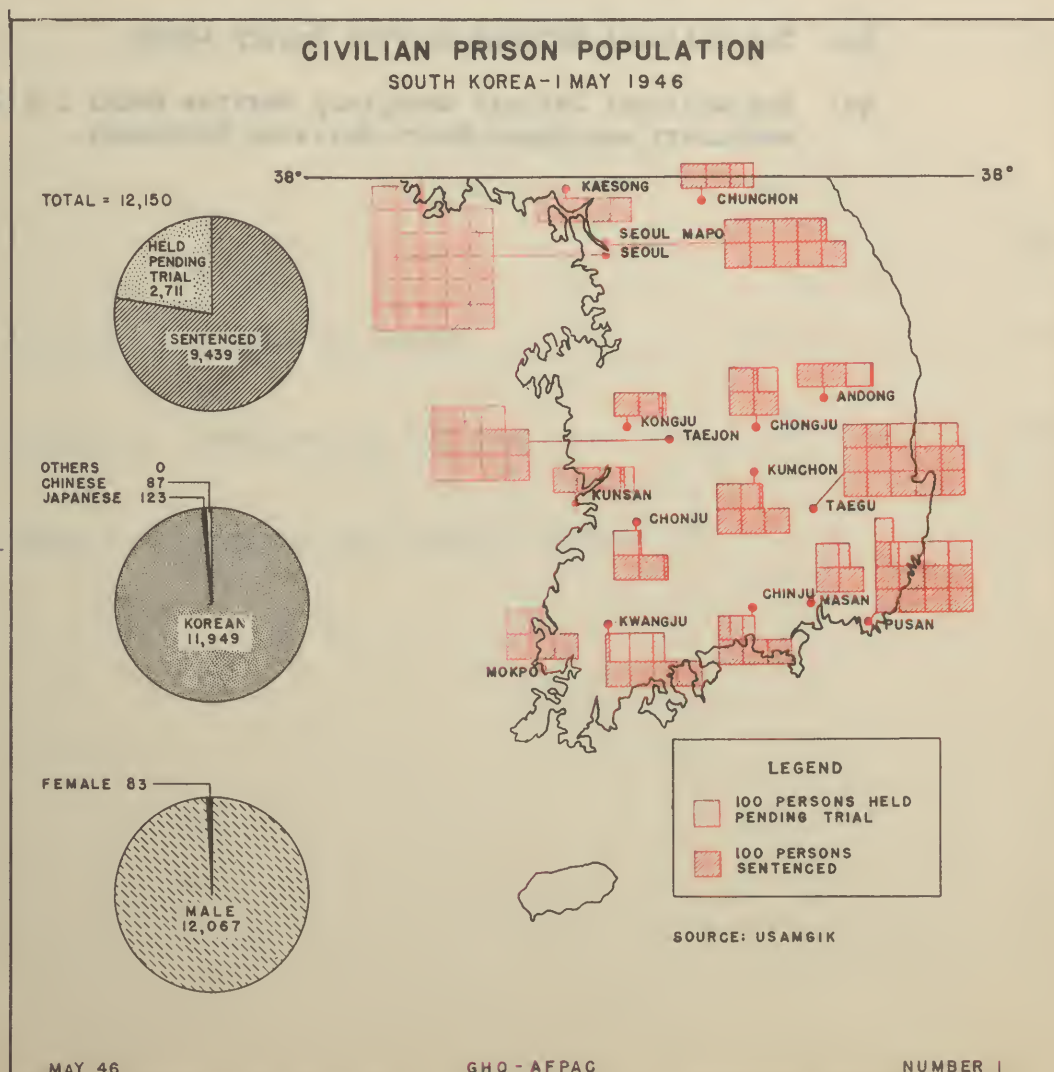 CIVILIAN PRISON POPULATION
SOUTH KOREA-1 MAY 1946
38°
38°
TOTAL = 12,150
HELD
PENDING
TRIAL
2,711
SENTENCED
9,439
OTHERS 0
CHINESE 87
JAPANESE 123
KOREAN
11,949
FEMALE 83
MALE
12,067
KAESONG
CHUNCHON
SEOUL MAPO
SEOUL
ANDONG
KONGJU
CHONGJU
TAEJON
KUMCHON
KUNSAN
TAEGU
CHONJU
CHINJU
MASAN
KWANGJU
PUSAN
MOKPO
LEGEND
100 PERSONS HELD
PENDING TRIAL
100 PERSONS
SENTENCED
SOURCE: USAMGIK
MAY 46
GHQ-AFPAC
NUMBER 1